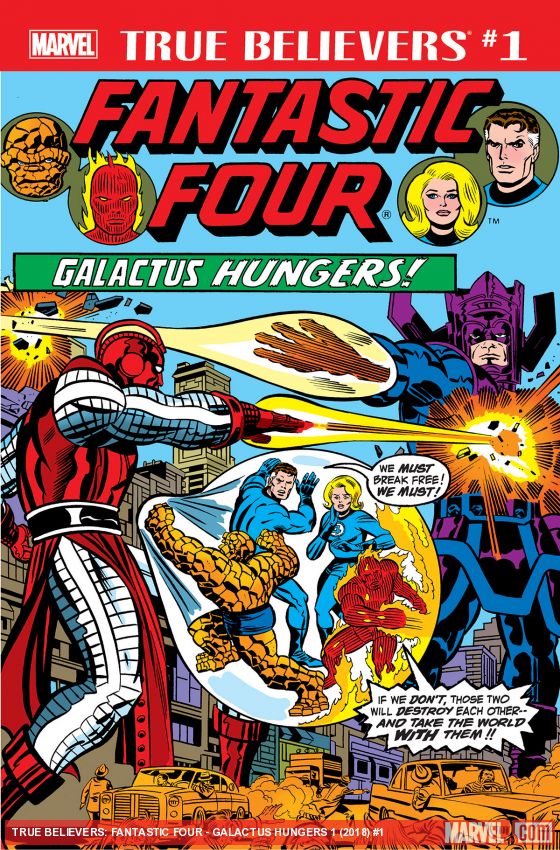 MARVEL TRUE BELIEVERS® #1
FANTASTIC
FOUR®
TM
GALACTUS HUNGERS!
WE MUST
BREAK FREE!
WE MUST!
IF WE DON'T, THOSE TWO
WILL DESTROY EACH OTHER--
AND TAKE THE WORLD
WITH THEM!!
TRUE BELIEVERS: FANTASTIC FOUR - GALACTUS HUNGERS 1 (2018) #1
MARVEL.com